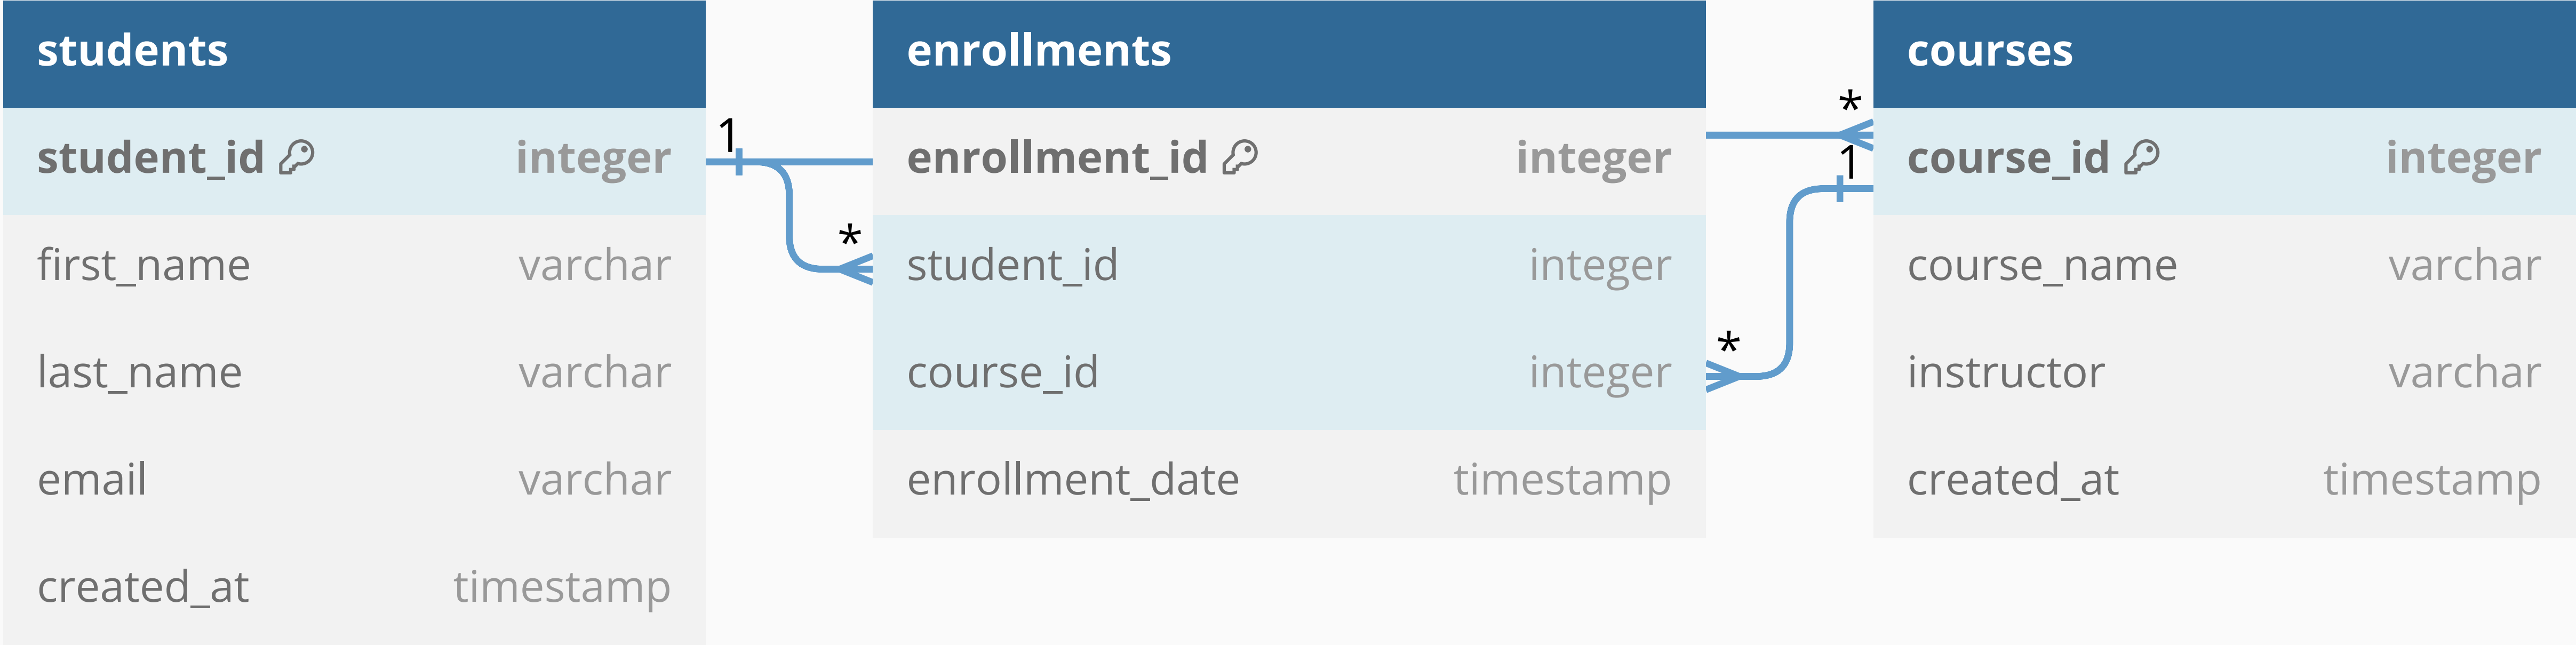 students
student_id integer
first_name varchar
last_name varchar
email varchar
created_at timestamp
1
*
enrollments
enrollment_id integer
student_id integer
course_id integer
enrollment_date timestamp
*
1
*
courses
course_id integer
course_name varchar
instructor varchar
created_at timestamp